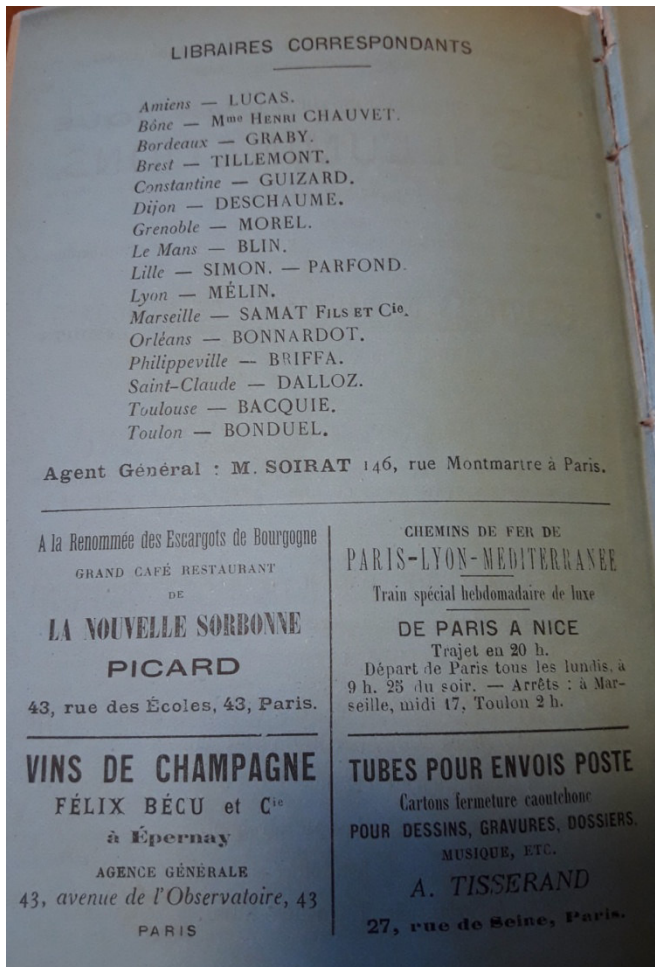 LIBRAIRES CORRESPONDANTS
Amiens — LUCAS.
Bône — Mme HENRI CHAUVET.
Bordeaux — GRABY.
Brest — TILLEMONT.
Constantine — GUIZARD.
Dijon — DESCHAUME.
Grenoble — MOREL.
Le Mans — BLIN.
Lille — SIMON. — PARFOND.
Lyon — MÉLIN.
Marseille — SAMAT FILS ET Cie.
Orléans — BONNARDOT.
Philippeville — BRIFFA.
Saint-Claude — DALLOZ.
Toulouse — BACQUIE.
Toulon — BONDUEL.
Agent Général : M. SOIRAT 146, rue Montmartre à Paris.
A la Renommée des Escargots de Bourgogne
GRAND CAFÉ RESTAURANT
DE
LA NOUVELLE SORBONNE
PICARD
43, rue des Écoles, 43, Paris.
CHEMINS DE FER DE
PARIS-LYON-MEDITERRANEE
Train spécial hebdomadaire de luxe
DE PARIS A NICE
Trajet en 20 h.
Départ de Paris tous les lundis, à
9 h. 25 du soir. — Arrêts : à Mar-
seille, midi 17, Toulon 2 h.
VINS DE CHAMPAGNE
FÉLIX BÉCU et Cie
à Épernay
AGENCE GÉNÉRALE
43, avenue de l'Observatoire, 43
PARIS
TUBES POUR ENVOIS POSTE
Cartons fermeture caoutchouc
POUR DESSINS, GRAVURES, DOSSIERS,
MUSIQUE, ETC.
A. TISSERAND
27, rue de Seine, Paris.